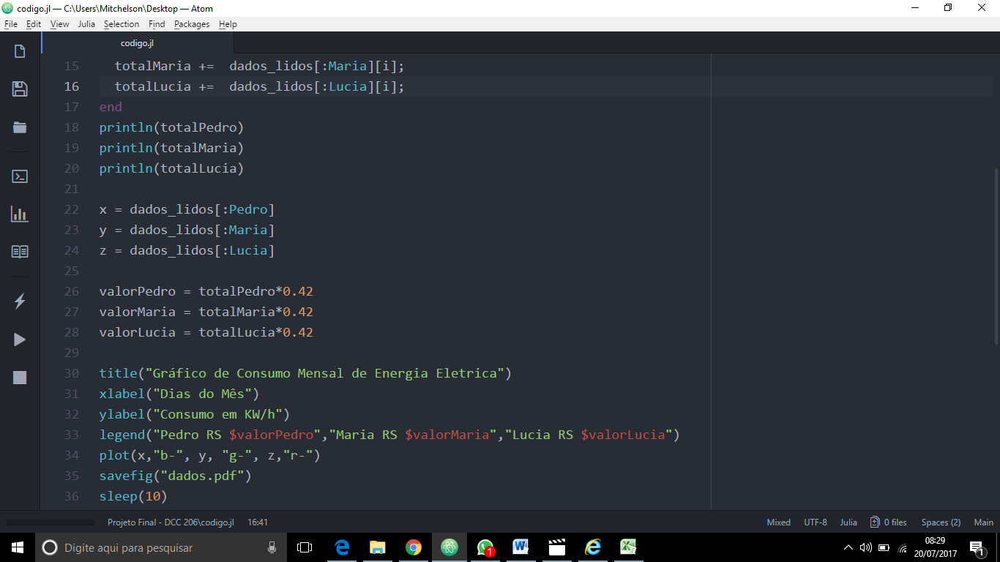 codigo.jl — C:\Users\Mitchelson\Desktop — Atom
File Edit View Julia Selection Find Packages Help
codigo.jl
15 totalMaria += dados_lidos[:Maria][i];
16 totalLucia += dados_lidos[:Lucia][i];
17 end
18 println(totalPedro)
19 println(totalMaria)
20 println(totalLucia)
21
22 x = dados_lidos[:Pedro]
23 y = dados_lidos[:Maria]
24 z = dados_lidos[:Lucia]
25
26 valorPedro = totalPedro*0.42
27 valorMaria = totalMaria*0.42
28 valorLucia = totalLucia*0.42
29
30 title("Gráfico de Consumo Mensal de Energia Eletrica")
31 xlabel("Dias do Mês")
32 ylabel("Consumo em KW/h")
33 legend("Pedro RS $valorPedro","Maria RS $valorMaria","Lucia RS $valorLucia")
34 plot(x,"b-", y, "g-", z,"r-")
35 savefig("dados.pdf")
36 sleep(10)
Projeto Final - DCC 206\codigo.jl 16:41 Mixed UTF-8 Julia 0 files Spaces (2) Main
Digite aqui para pesquisar
1
08:29
20/07/2017
1